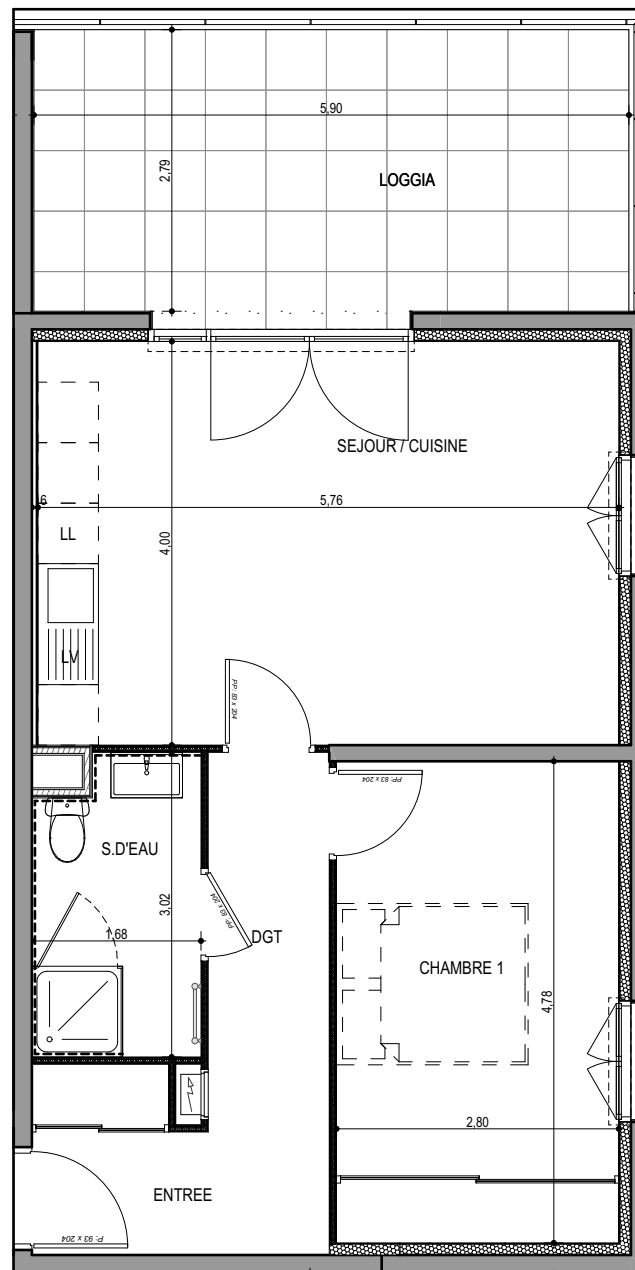 5,90
2,79
LOGGIA
SEJOUR / CUISINE
6
5,76
LL
4,00
LV
PP: 83 x 204
PP: 83 x 204
S.D'EAU
3,02
PP: 83 x 204
1,68
DGT
CHAMBRE 1
4,78
2,80
ENTREE
P: 93 x 204